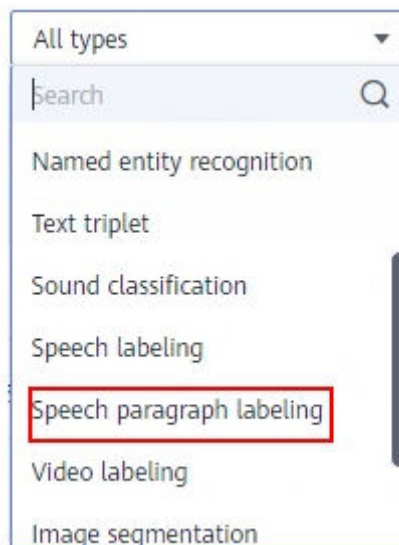 All types
Search
Named entity recognition
Text triplet
Sound classification
Speech labeling
Speech paragraph labeling
Video labeling
Image segmentation